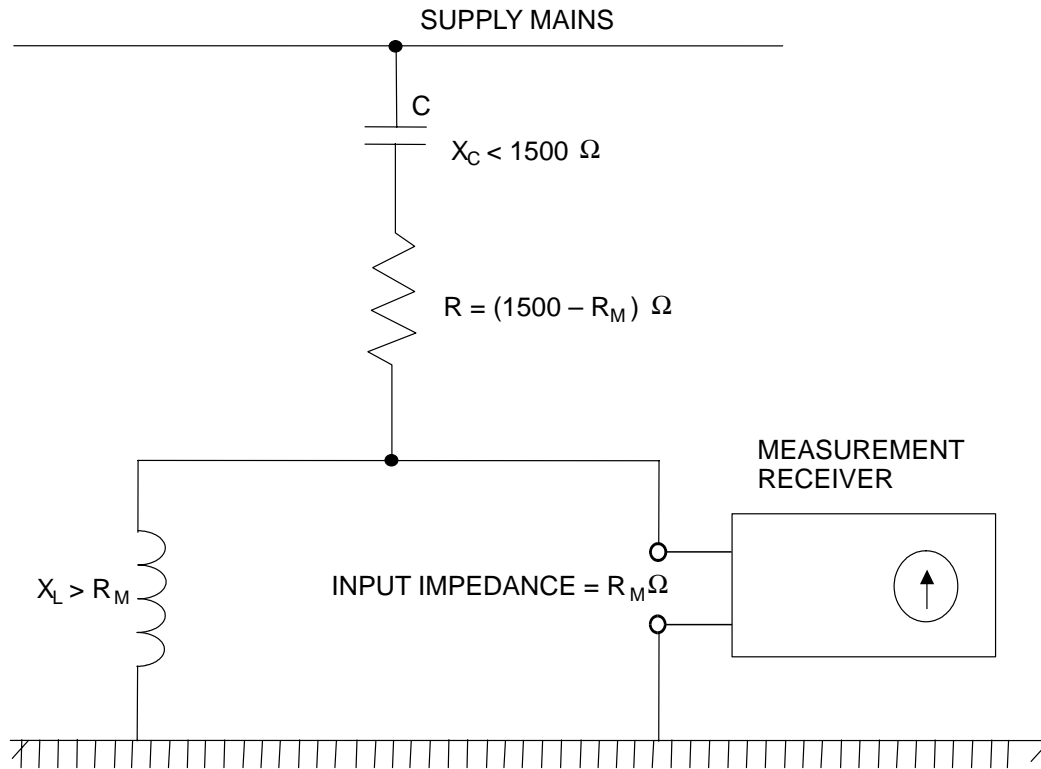 SUPPLY MAINS
C
X_C < 1500 Ω
R = (1500 – R_M) Ω
MEASUREMENT
RECEIVER
X_L > R_M
INPUT IMPEDANCE = R_M Ω